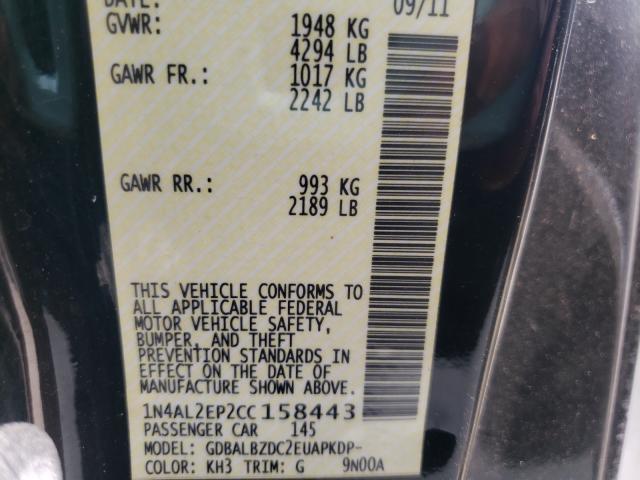 DATE: 09/11
GVWR: 1948 KG
4294 LB
GAWR FR.: 1017 KG
2242 LB
GAWR RR.: 993 KG
2189 LB
THIS VEHICLE CONFORMS TO
ALL APPLICABLE FEDERAL
MOTOR VEHICLE SAFETY,
BUMPER, AND THEFT
PREVENTION STANDARDS IN
EFFECT ON THE DATE OF
MANUFACTURE SHOWN ABOVE.
1N4AL2EP2CC158443
PASSENGER CAR 145
MODEL: GDBALBZDC2EUAPKDP-
COLOR: KH3 TRIM: G 9N00A